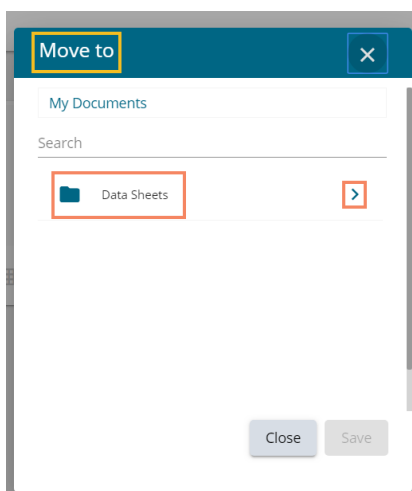 Move to
My Documents
Search
Data Sheets
Close Save